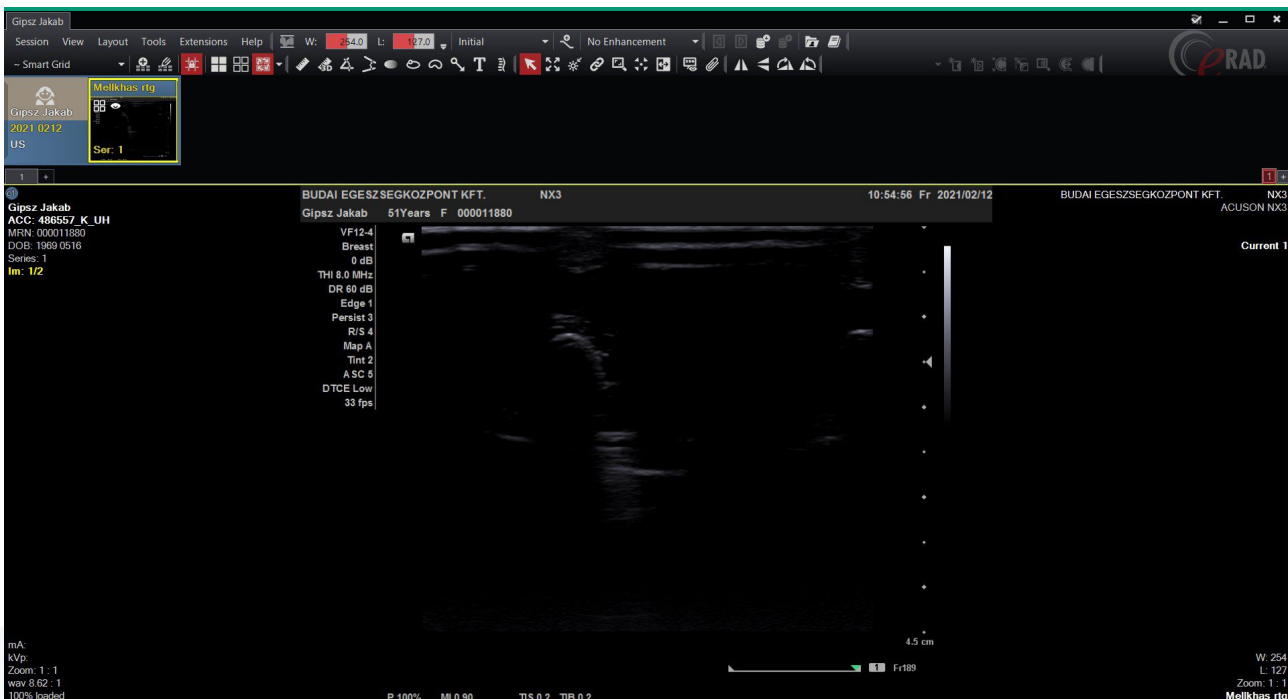 Gipsz Jakab
Session View Layout Tools Extensions Help W: 254.0 L: 127.0 Initial No Enhancement
~ Smart Grid
eRAD
Gipsz Jakab
2021 0212
US
Mellkhas rtg
Ser: 1
1 +
1 +
Gipsz Jakab
ACC: 486557_K_UH
MRN: 000011880
DOB: 1969 0516
Series: 1
Im: 1/2
BUDAI EGESZSEGKOZPONT KFT. NX3 10:54:56 Fr 2021/02/12
Gipsz Jakab 51Years F 000011880
VF12-4
Breast
0 dB
THI 8.0 MHz
DR 60 dB
Edge 1
Persist 3
R/S 4
Map A
Tint 2
ASC 5
DTCE Low
33 fps
BUDAI EGESZSEGKOZPONT KFT. NX3
ACUSON NX3
Current 1
4.5 cm
1 Fr189
mA:
kVp:
Zoom: 1 : 1
wav 8.62 : 1
100% loaded
P 100% MI 0.90 TIS 0.2 TIB 0.2
W: 254
L: 127
Zoom: 1 : 1
Mellkhas rtg